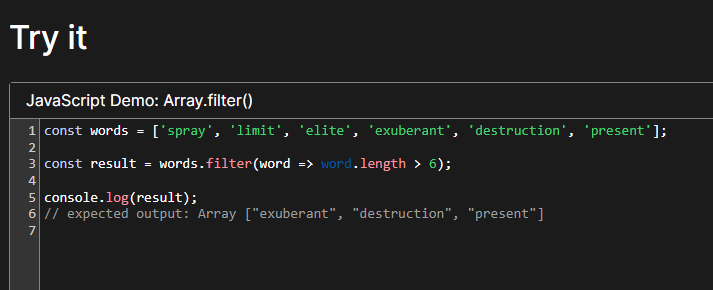 Try it
JavaScript Demo: Array.filter()
1 const words = ['spray', 'limit', 'elite', 'exuberant', 'destruction', 'present'];
2
3 const result = words.filter(word => word.length > 6);
4
5 console.log(result);
6 // expected output: Array ["exuberant", "destruction", "present"]
7